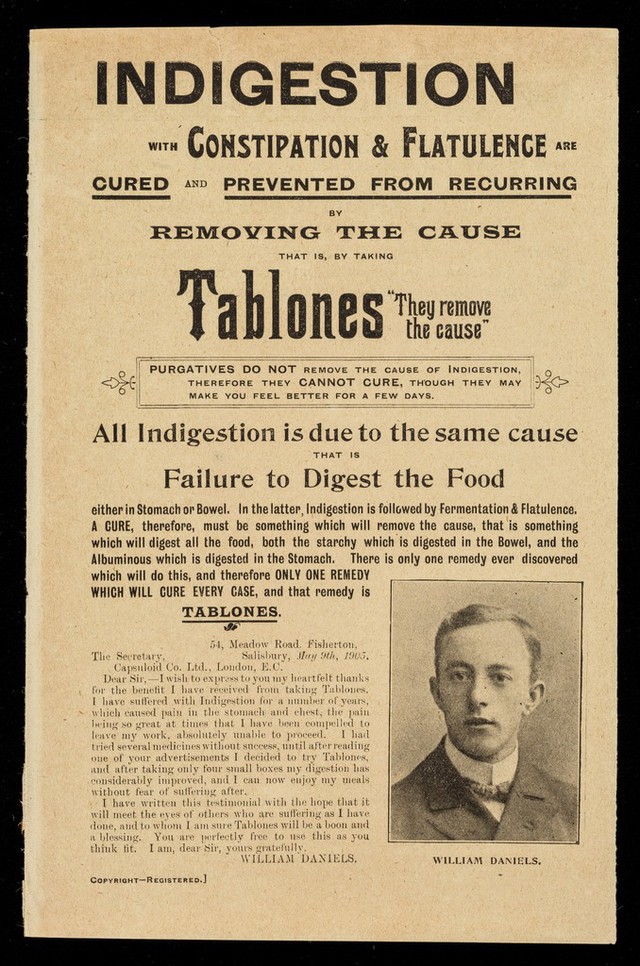 INDIGESTION
WITH CONSTIPATION & FLATULENCE ARE
CURED AND PREVENTED FROM RECURRING
BY
REMOVING THE CAUSE
THAT IS, BY TAKING
Tablones "They remove
the cause"
PURGATIVES DO NOT REMOVE THE CAUSE OF INDIGESTION,
THEREFORE THEY CANNOT CURE, THOUGH THEY MAY
MAKE YOU FEEL BETTER FOR A FEW DAYS.
All Indigestion is due to the same cause
THAT IS
Failure to Digest the Food
either in Stomach or Bowel. In the latter, Indigestion is followed by Fermentation & Flatulence.
A CURE, therefore, must be something which will remove the cause, that is something
which will digest all the food, both the starchy which is digested in the Bowel, and the
Albuminous which is digested in the Stomach. There is only one remedy ever discovered
which will do this, and therefore ONLY ONE REMEDY
WHICH WILL CURE EVERY CASE, and that remedy is
TABLONES.
54, Meadow Road, Fisherton,
The Secretary, Salisbury, May 9th, 1905.
Capsuloid Co. Ltd., London, E.C.
Dear Sir,—I wish to express to you my heartfelt thanks
for the benefit I have received from taking Tablones.
I have suffered with Indigestion for a number of years,
which caused pain in the stomach and chest, the pain
being so great at times that I have been compelled to
leave my work, absolutely unable to proceed. I had
tried several medicines without success, until after reading
one of your advertisements I decided to try Tablones,
and after taking only four small boxes my digestion has
considerably improved, and I can now enjoy my meals
without fear of suffering after.
I have written this testimonial with the hope that it
will meet the eyes of others who are suffering as I have
done, and to whom I am sure Tablones will be a boon and
a blessing. You are perfectly free to use this as you
think fit. I am, dear Sir, yours gratefully,
WILLIAM DANIELS.
WILLIAM DANIELS.
COPYRIGHT—REGISTERED.]